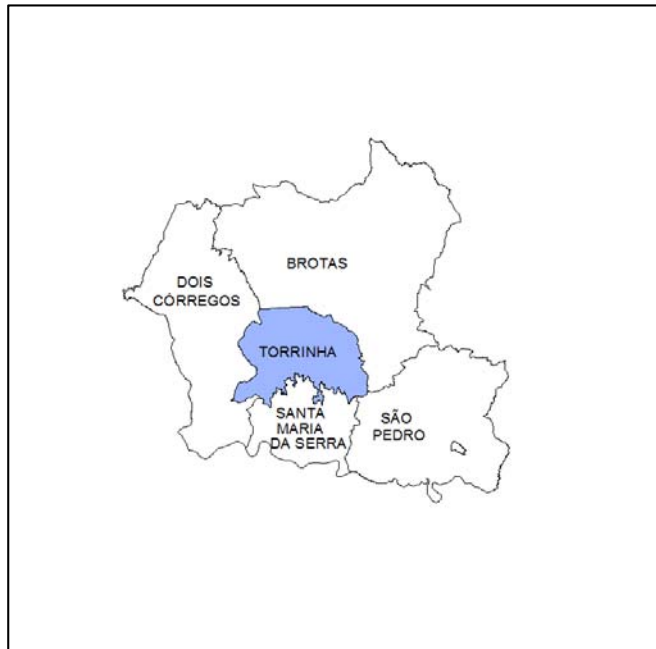 BROTAS
DOIS
CÓRREGOS
TORRINHA
SANTA
MARIA
DA SERRA
SÃO
PEDRO